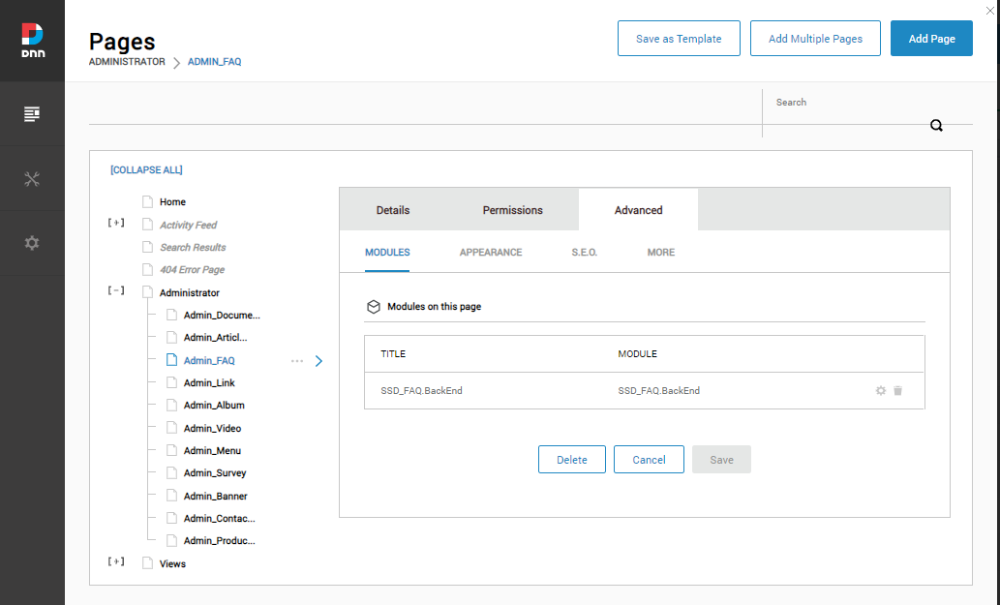 Pages
Save as Template
Add Multiple Pages
Add Page
dnn
ADMINISTRATOR > ADMIN_FAQ
Search
[COLLAPSE ALL]
Home
[+] Activity Feed
Search Results
404 Error Page
[-] Administrator
Admin_Docume...
Admin_Articl...
Admin_FAQ ... >
Admin_Link
Admin_Album
Admin_Video
Admin_Menu
Admin_Survey
Admin_Banner
Admin_Contac...
Admin_Produc...
[+] Views
Details Permissions Advanced
MODULES APPEARANCE S.E.O. MORE
Modules on this page
TITLE MODULE
SSD_FAQ.BackEnd SSD_FAQ.BackEnd
Delete Cancel Save